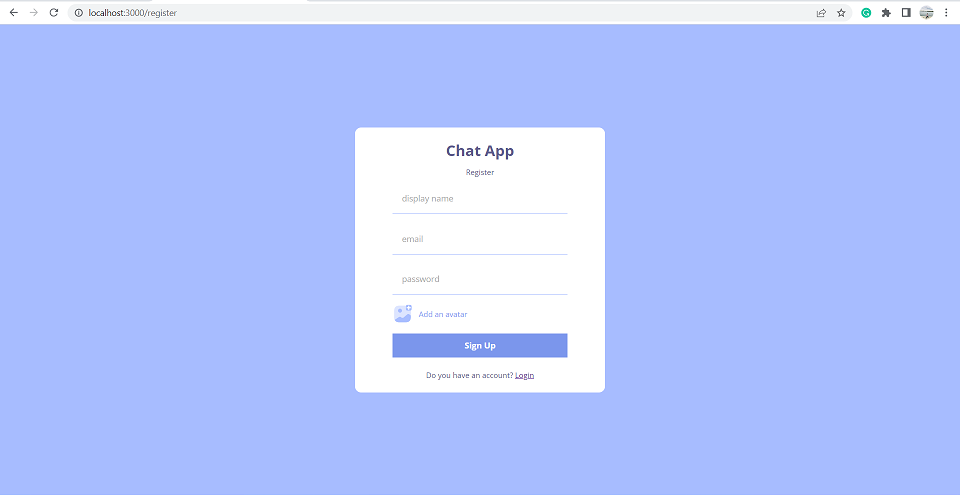 localhost:3000/register
Chat App
Register
display name
email
password
Add an avatar
Sign Up
Do you have an account? Login